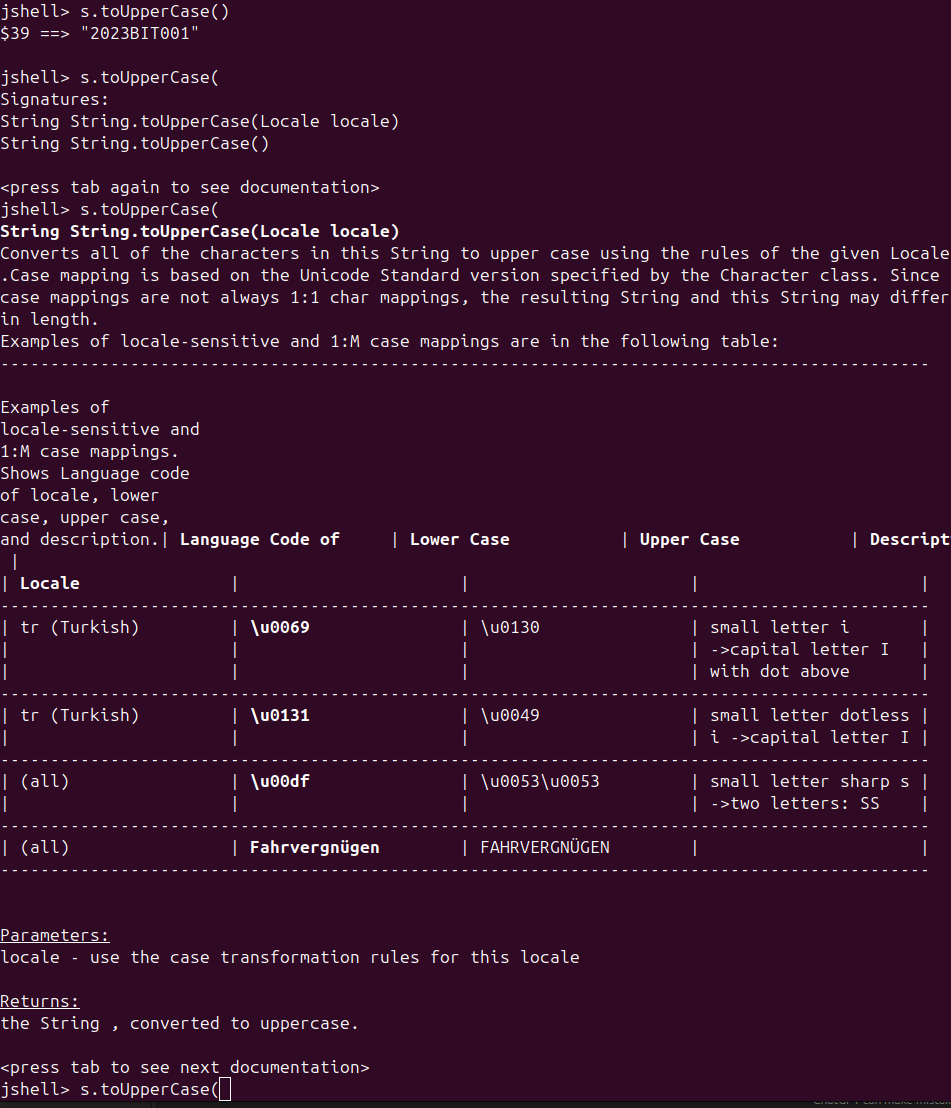 jshell> s.toUpperCase()
$39 ==> "2023BIT001"
jshell> s.toUpperCase(
Signatures:
String String.toUpperCase(Locale locale)
String String.toUpperCase()
<press tab again to see documentation>
jshell> s.toUpperCase(
String String.toUpperCase(Locale locale)
Converts all of the characters in this String to upper case using the rules of the given Locale
.Case mapping is based on the Unicode Standard version specified by the Character class. Since
case mappings are not always 1:1 char mappings, the resulting String and this String may differ
in length.
Examples of locale-sensitive and 1:M case mappings are in the following table:
---------------------------------------------------------------------------------------------
Examples of
locale-sensitive and
1:M case mappings.
Shows Language code
of locale, lower
case, upper case,
and description.| Language Code of     | Lower Case           | Upper Case           | Descript
 |
| Locale               |                      |                      |                      |
---------------------------------------------------------------------------------------------
| tr (Turkish)         | \u0069               | \u0130               | small letter i       |
|                      |                      |                      | ->capital letter I   |
|                      |                      |                      | with dot above       |
---------------------------------------------------------------------------------------------
| tr (Turkish)         | \u0131               | \u0049               | small letter dotless |
|                      |                      |                      | i ->capital letter I |
---------------------------------------------------------------------------------------------
| (all)                | \u00df               | \u0053\u0053         | small letter sharp s |
|                      |                      |                      | ->two letters: SS    |
---------------------------------------------------------------------------------------------
| (all)                | Fahrvergnügen        | FAHRVERGNÜGEN        |                      |
---------------------------------------------------------------------------------------------
Parameters:
locale - use the case transformation rules for this locale
Returns:
the String , converted to uppercase.
<press tab to see next documentation>
jshell> s.toUpperCase(